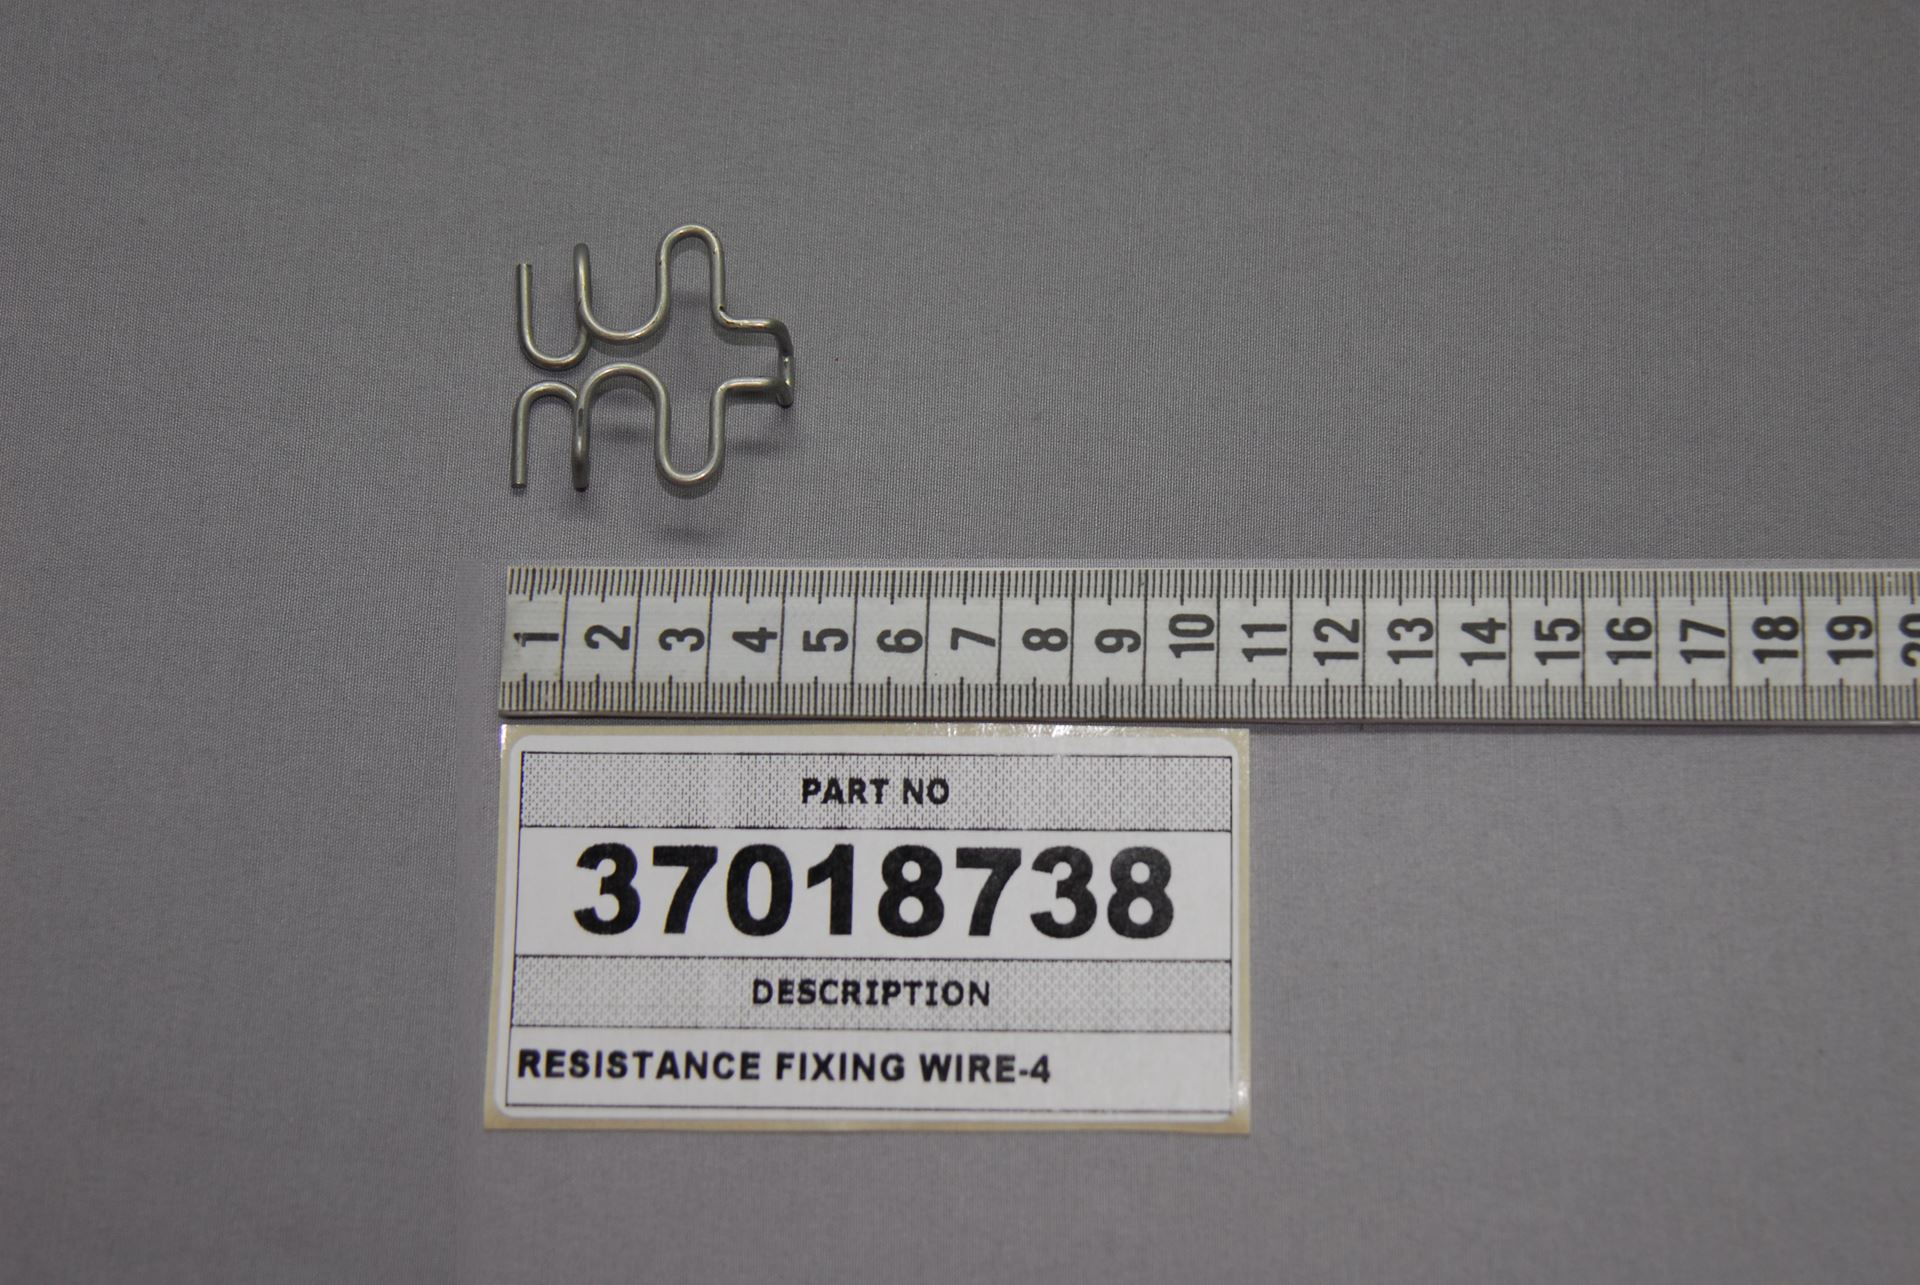 1 2 3 4 5 6 7 8 9 10 11 12 13 14 15 16 17 18 19 20
PART NO
37018738
DESCRIPTION
RESISTANCE FIXING WIRE-4